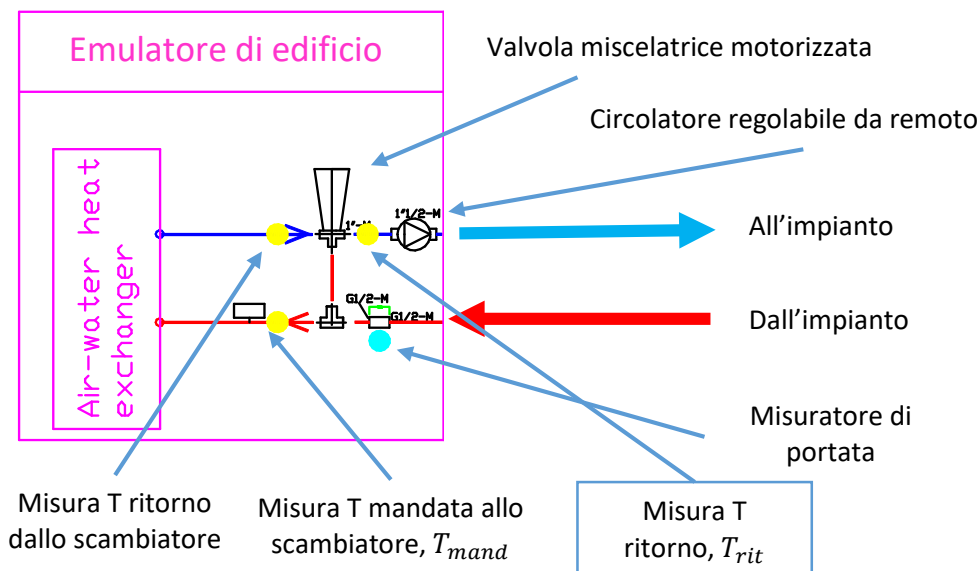 Emulatore di edificio
Valvola miscelatrice motorizzata
Circolatore regolabile da remoto
Air-water heat
exchanger
1"-M
1"1/2-M
All'impianto
G1/2-M
G1/2-M
Dall'impianto
Misuratore di
portata
Misura T ritorno
dallo scambiatore
Misura T mandata allo
scambiatore, T_mand
Misura T
ritorno, T_rit